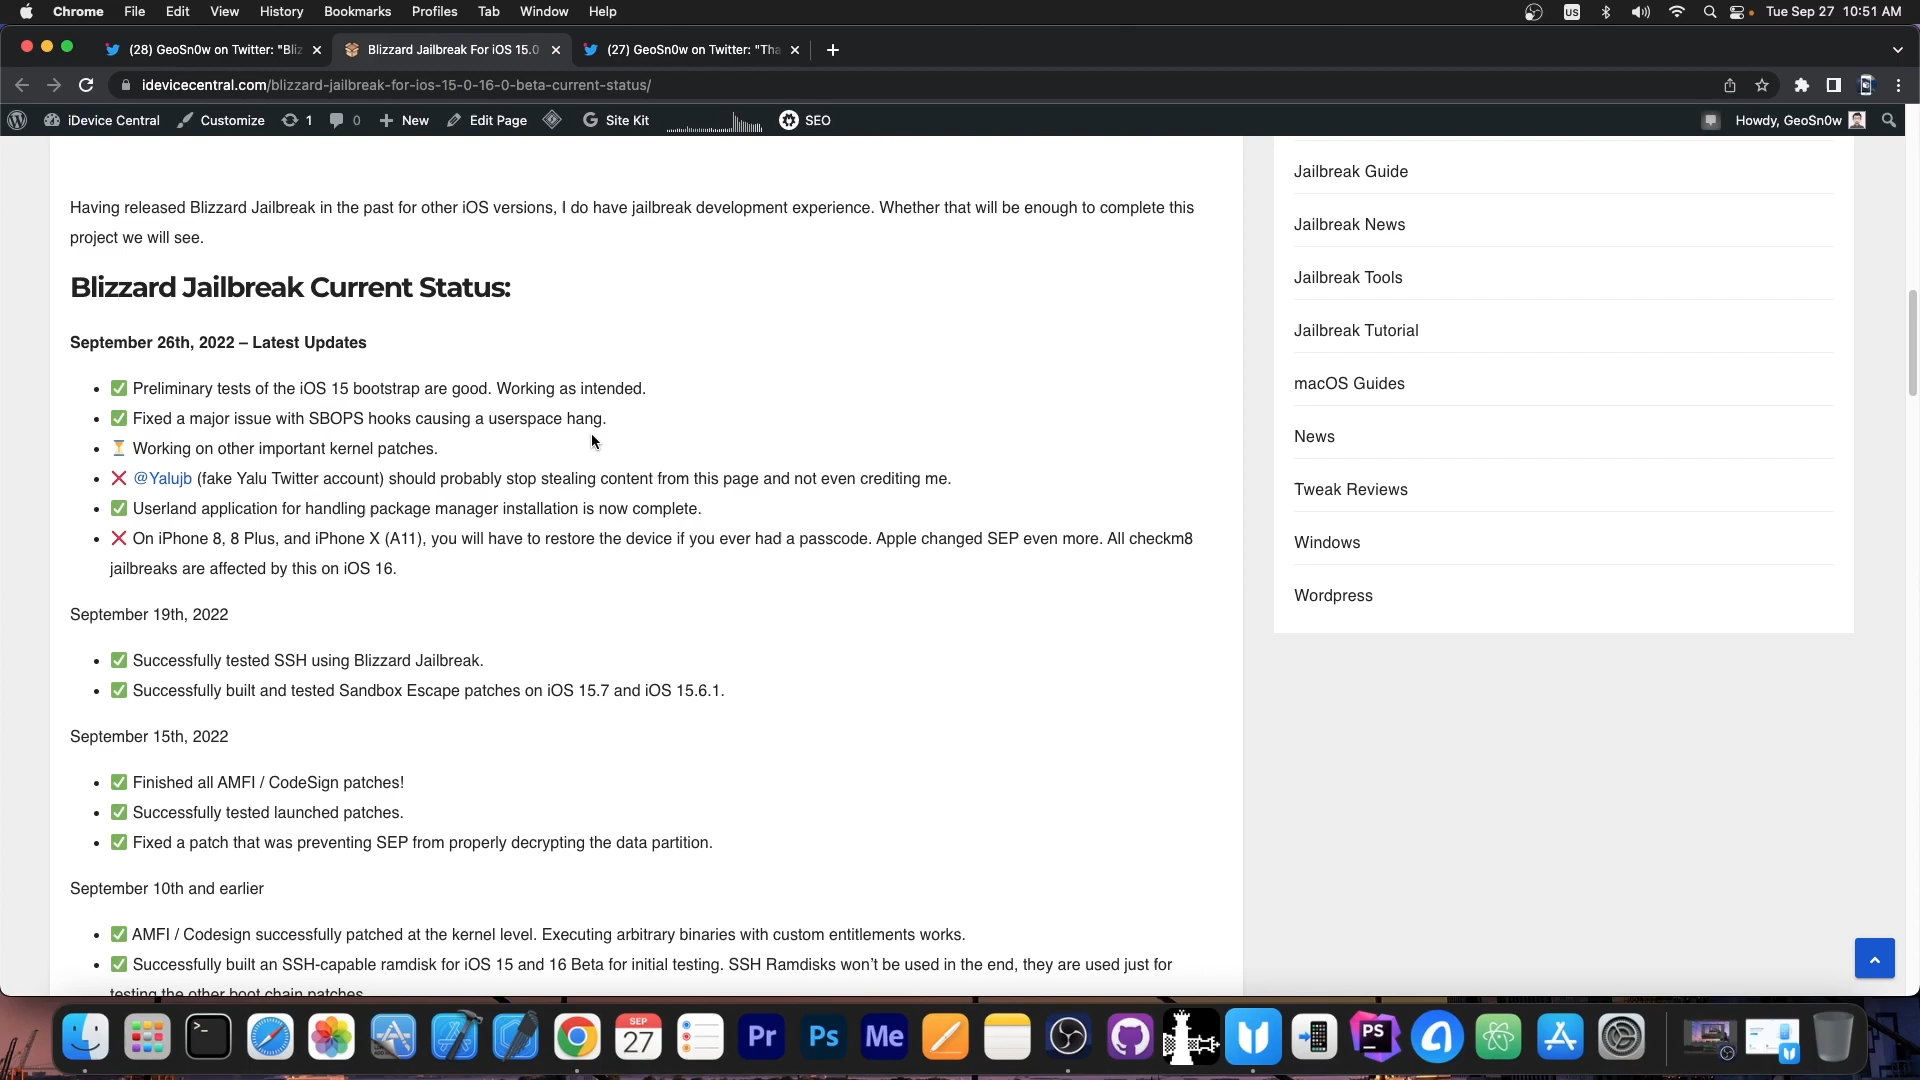 Chrome File Edit View History Bookmarks Profiles Tab Window Help US Tue Sep 27 10:51 AM
(28) GeoSn0w on Twitter: "Bliz Blizzard Jailbreak For iOS 15.0 (27) GeoSn0w on Twitter: "Tha
idevicecentral.com/blizzard-jailbreak-for-ios-15-0-16-0-beta-current-status/
iDevice Central Customize 1 0 New Edit Page Site Kit SEO Howdy, GeoSn0w
Having released Blizzard Jailbreak in the past for other iOS versions, I do have jailbreak development experience. Whether that will be enough to complete this
project we will see.
Blizzard Jailbreak Current Status:
September 26th, 2022 – Latest Updates
• ✅ Preliminary tests of the iOS 15 bootstrap are good. Working as intended.
• ✅ Fixed a major issue with SBOPS hooks causing a userspace hang.
• ⏳ Working on other important kernel patches.
• ❌ @Yalujb (fake Yalu Twitter account) should probably stop stealing content from this page and not even crediting me.
• ✅ Userland application for handling package manager installation is now complete.
• ❌ On iPhone 8, 8 Plus, and iPhone X (A11), you will have to restore the device if you ever had a passcode. Apple changed SEP even more. All checkm8
jailbreaks are affected by this on iOS 16.
September 19th, 2022
• ✅ Successfully tested SSH using Blizzard Jailbreak.
• ✅ Successfully built and tested Sandbox Escape patches on iOS 15.7 and iOS 15.6.1.
September 15th, 2022
• ✅ Finished all AMFI / CodeSign patches!
• ✅ Successfully tested launched patches.
• ✅ Fixed a patch that was preventing SEP from properly decrypting the data partition.
September 10th and earlier
• ✅ AMFI / Codesign successfully patched at the kernel level. Executing arbitrary binaries with custom entitlements works.
• ✅ Successfully built an SSH-capable ramdisk for iOS 15 and 16 Beta for initial testing. SSH Ramdisks won't be used in the end, they are used just for
testing the other boot chain patches.
Jailbreak Guide
Jailbreak News
Jailbreak Tools
Jailbreak Tutorial
macOS Guides
News
Tweak Reviews
Windows
Wordpress
SEP
27
Pr Ps Me PS